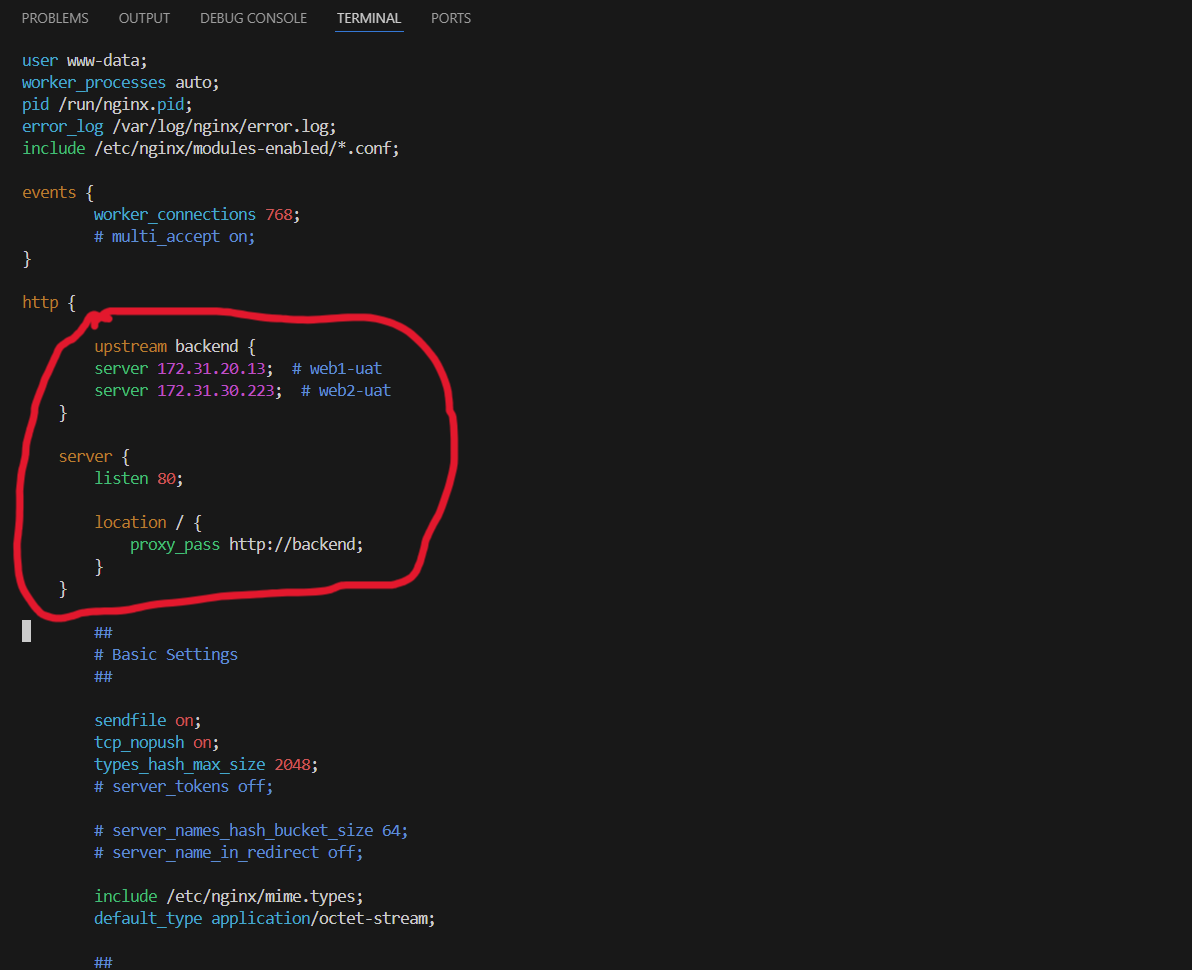 PROBLEMS OUTPUT DEBUG CONSOLE TERMINAL PORTS
user www-data;
worker_processes auto;
pid /run/nginx.pid;
error_log /var/log/nginx/error.log;
include /etc/nginx/modules-enabled/*.conf;
events {
worker_connections 768;
# multi_accept on;
}
http {
upstream backend {
server 172.31.20.13; # web1-uat
server 172.31.30.223; # web2-uat
}
server {
listen 80;
location / {
proxy_pass http://backend;
}
}
##
# Basic Settings
##
sendfile on;
tcp_nopush on;
types_hash_max_size 2048;
# server_tokens off;
# server_names_hash_bucket_size 64;
# server_name_in_redirect off;
include /etc/nginx/mime.types;
default_type application/octet-stream;
##